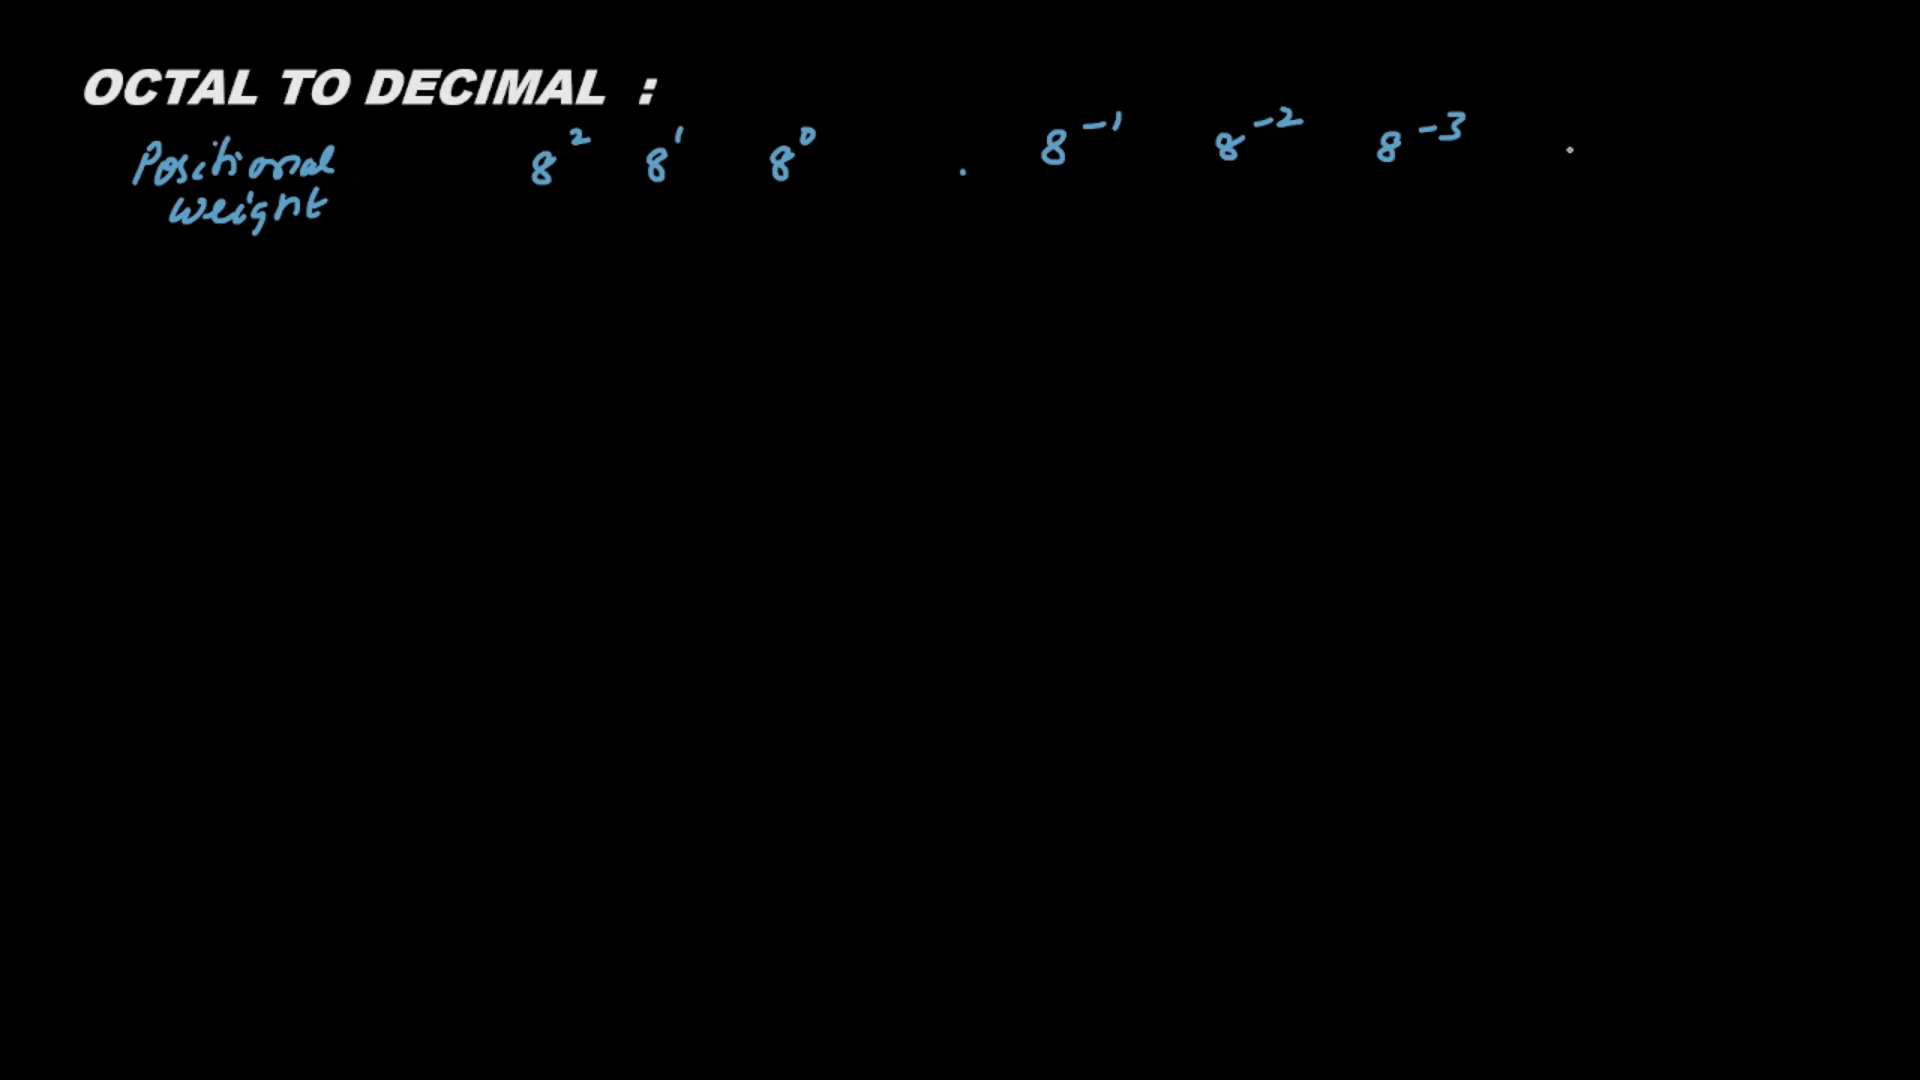 OCTAL TO DECIMAL :
Positional 8² 8¹ 8⁰ . 8⁻¹ 8⁻² 8⁻³
weight